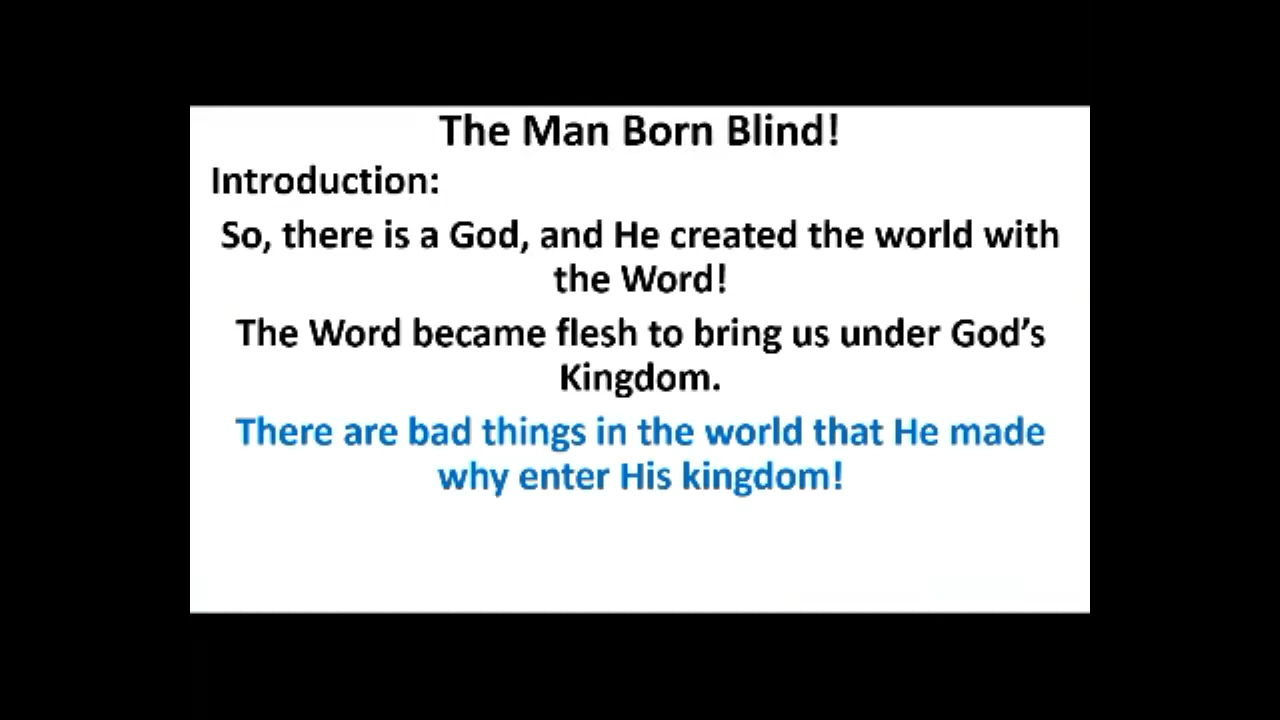 The Man Born Blind!
Introduction:
So, there is a God, and He created the world with
the Word!
The Word became flesh to bring us under God’s
Kingdom.
There are bad things in the world that He made
why enter His kingdom!